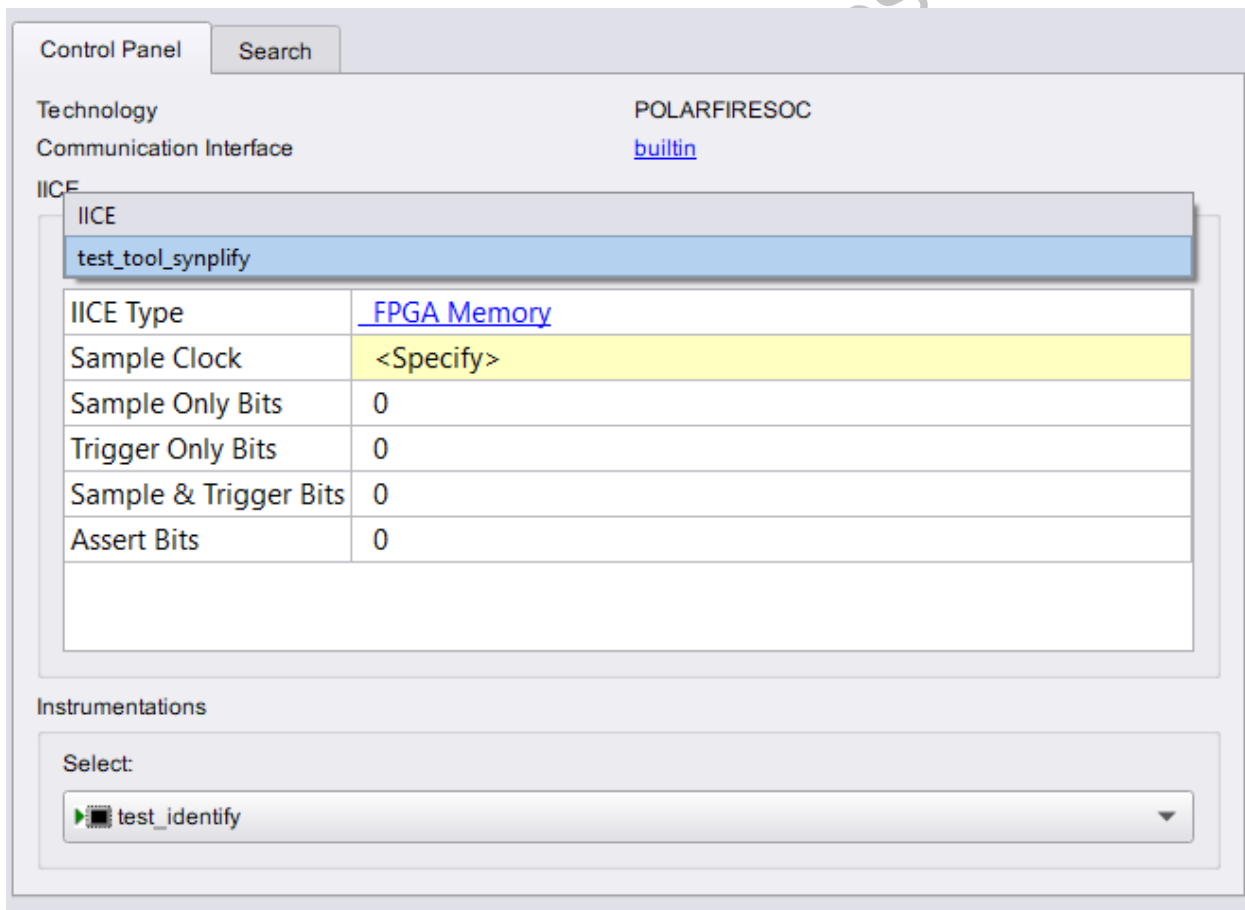 Control Panel Search
Technology POLARFIRESOC
Communication Interface builtin
IICE
IICE
test_tool_synplify
IICE Type FPGA Memory
Sample Clock <Specify>
Sample Only Bits 0
Trigger Only Bits 0
Sample & Trigger Bits 0
Assert Bits 0
Instrumentations
Select:
test_identify